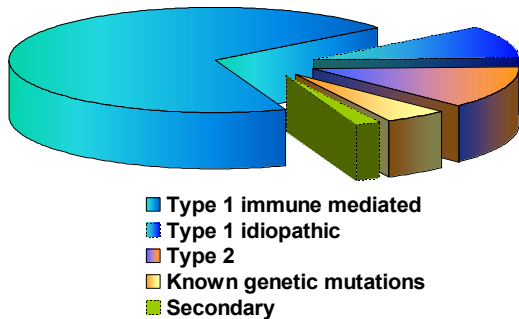 Type 1 immune mediated
Type 1 idiopathic
Type 2
Known genetic mutations
Secondary